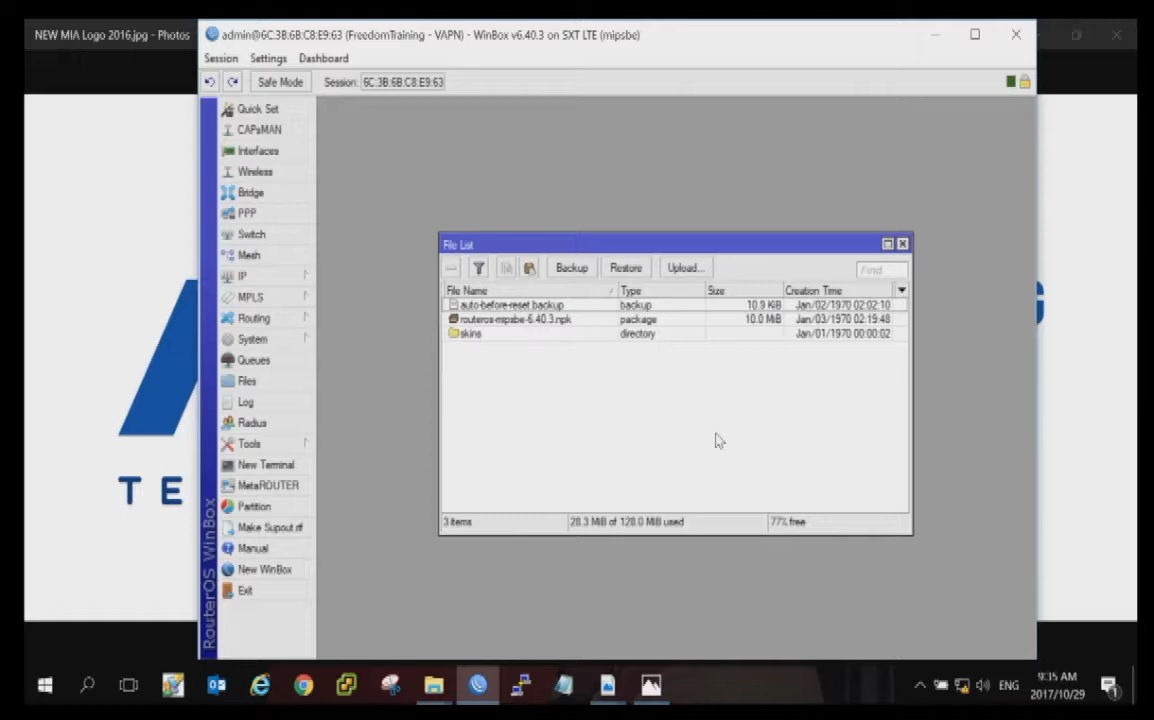 NEW MIA Logo 2016.jpg - Photos
admin@6C:3B:6B:C8:E9:63 (FreedomTraining - VAPN) - WinBox v6.40.3 on SXT LTE (mipsbe)
Session Settings Dashboard
Safe Mode Session: 6C:3B:6B:C8:E9:63
Quick Set
CAPsMAN
Interfaces
Wireless
Bridge
PPP
Switch
Mesh
IP
MPLS
Routing
System
Queues
Files
Log
Radius
Tools
New Terminal
MetaROUTER
Partition
Make Supout.rif
Manual
New WinBox
Exit
RouterOS WinBox
File List
Backup Restore Upload... Find
File Name Type Size Creation Time
auto-before-reset.backup backup 10.9 KiB Jan/02/1970 02:02:10
routeros-mipsbe-6.40.3.npk package 10.0 MiB Jan/03/1970 02:19:48
skins directory Jan/01/1970 00:00:02
3 items 28.3 MiB of 128.0 MiB used 77% free
TE
G
ENG
9:35 AM
2017/10/29
1